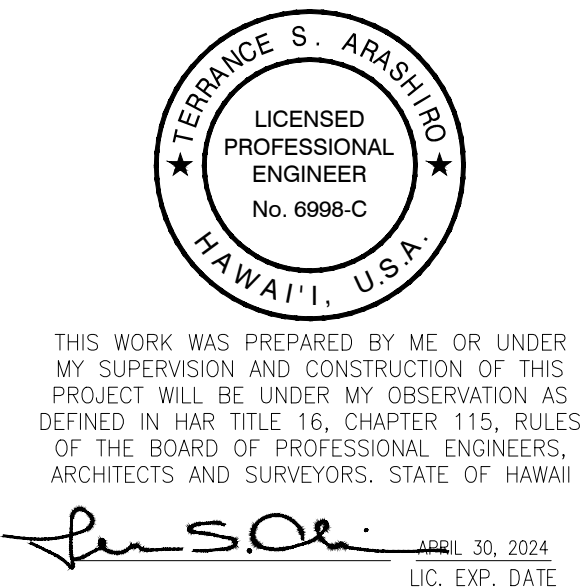 TERRANCE S. ARASHIRO
LICENSED
PROFESSIONAL
ENGINEER
No. 6998-C
HAWAI'I, U.S.A.
THIS WORK WAS PREPARED BY ME OR UNDER
MY SUPERVISION AND CONSTRUCTION OF THIS
PROJECT WILL BE UNDER MY OBSERVATION AS
DEFINED IN HAR TITLE 16, CHAPTER 115, RULES
OF THE BOARD OF PROFESSIONAL ENGINEERS,
ARCHITECTS AND SURVEYORS. STATE OF HAWAII
APRIL 30, 2024
LIC. EXP. DATE